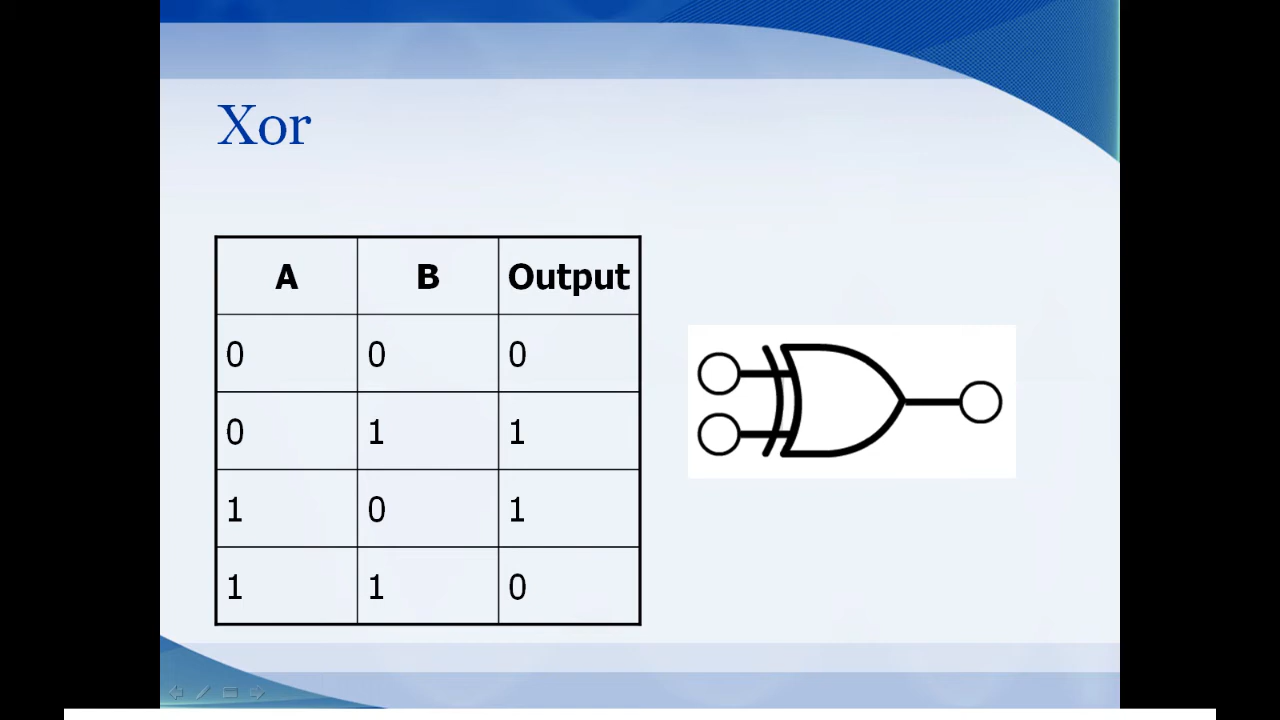 Xor
A B Output
0 0 0
0 1 1
1 0 1
1 1 0